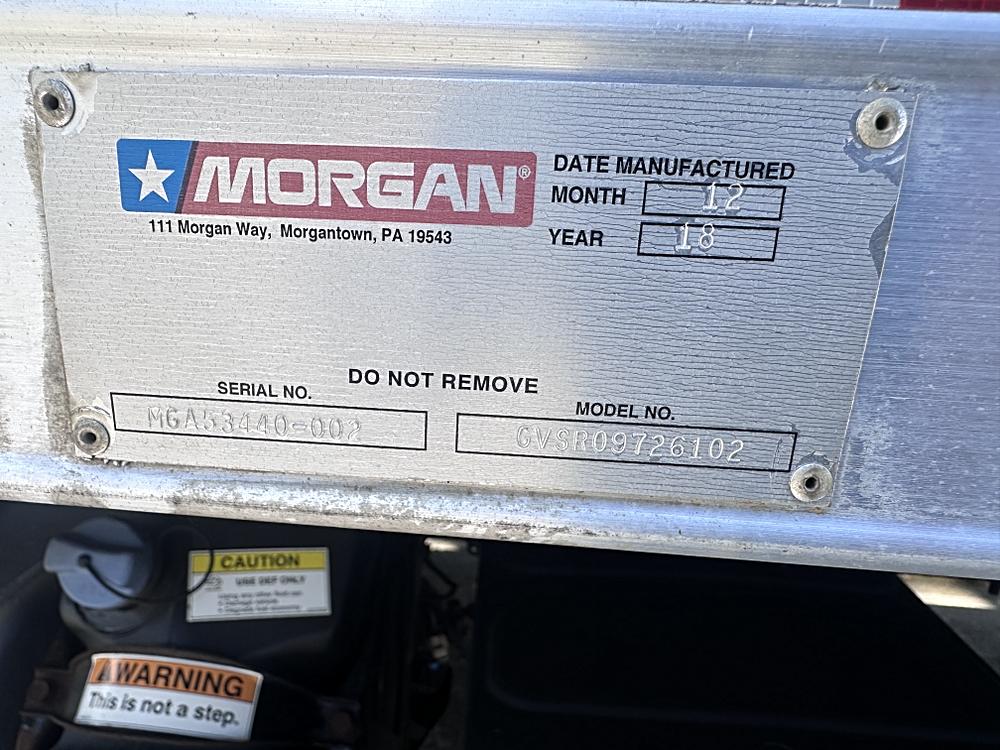 MORGAN®
111 Morgan Way, Morgantown, PA 19543
DATE MANUFACTURED
MONTH 12
YEAR 18
DO NOT REMOVE
SERIAL NO.
MGA53440-002
MODEL NO.
GVSR09726102
CAUTION
USE DEF ONLY
WARNING
This is not a step.